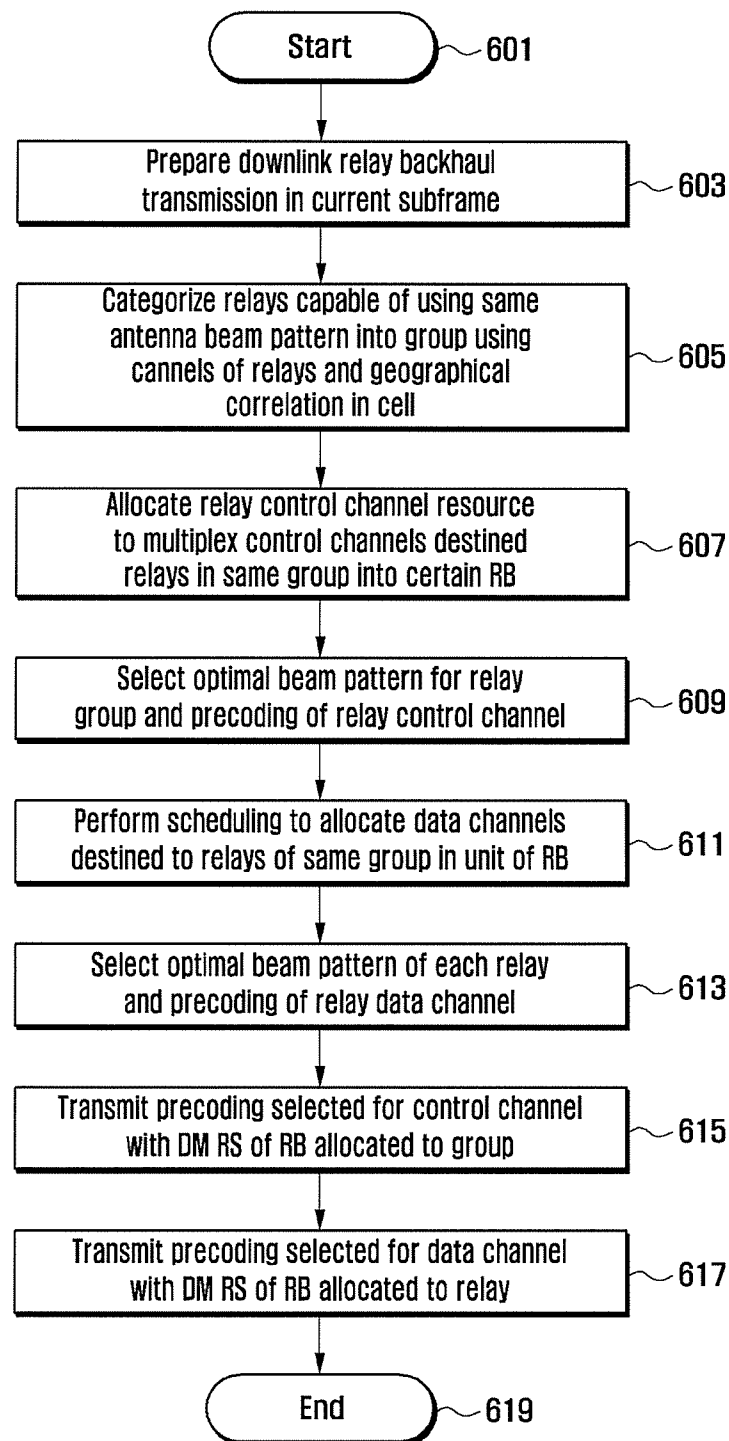 Start
601
Prepare downlink relay backhaul
transmission in current subframe
603
Categorize relays capable of using same
antenna beam pattern into group using
cannels of relays and geographical
correlation in cell
605
Allocate relay control channel resource
to multiplex control channels destined
relays in same group into certain RB
607
Select optimal beam pattern for relay
group and precoding of relay control channel
609
Perform scheduling to allocate data channels
destined to relays of same group in unit of RB
611
Select optimal beam pattern of each relay
and precoding of relay data channel
613
Transmit precoding selected for control channel
with DM RS of RB allocated to group
615
Transmit precoding selected for data channel
with DM RS of RB allocated to relay
617
End
619